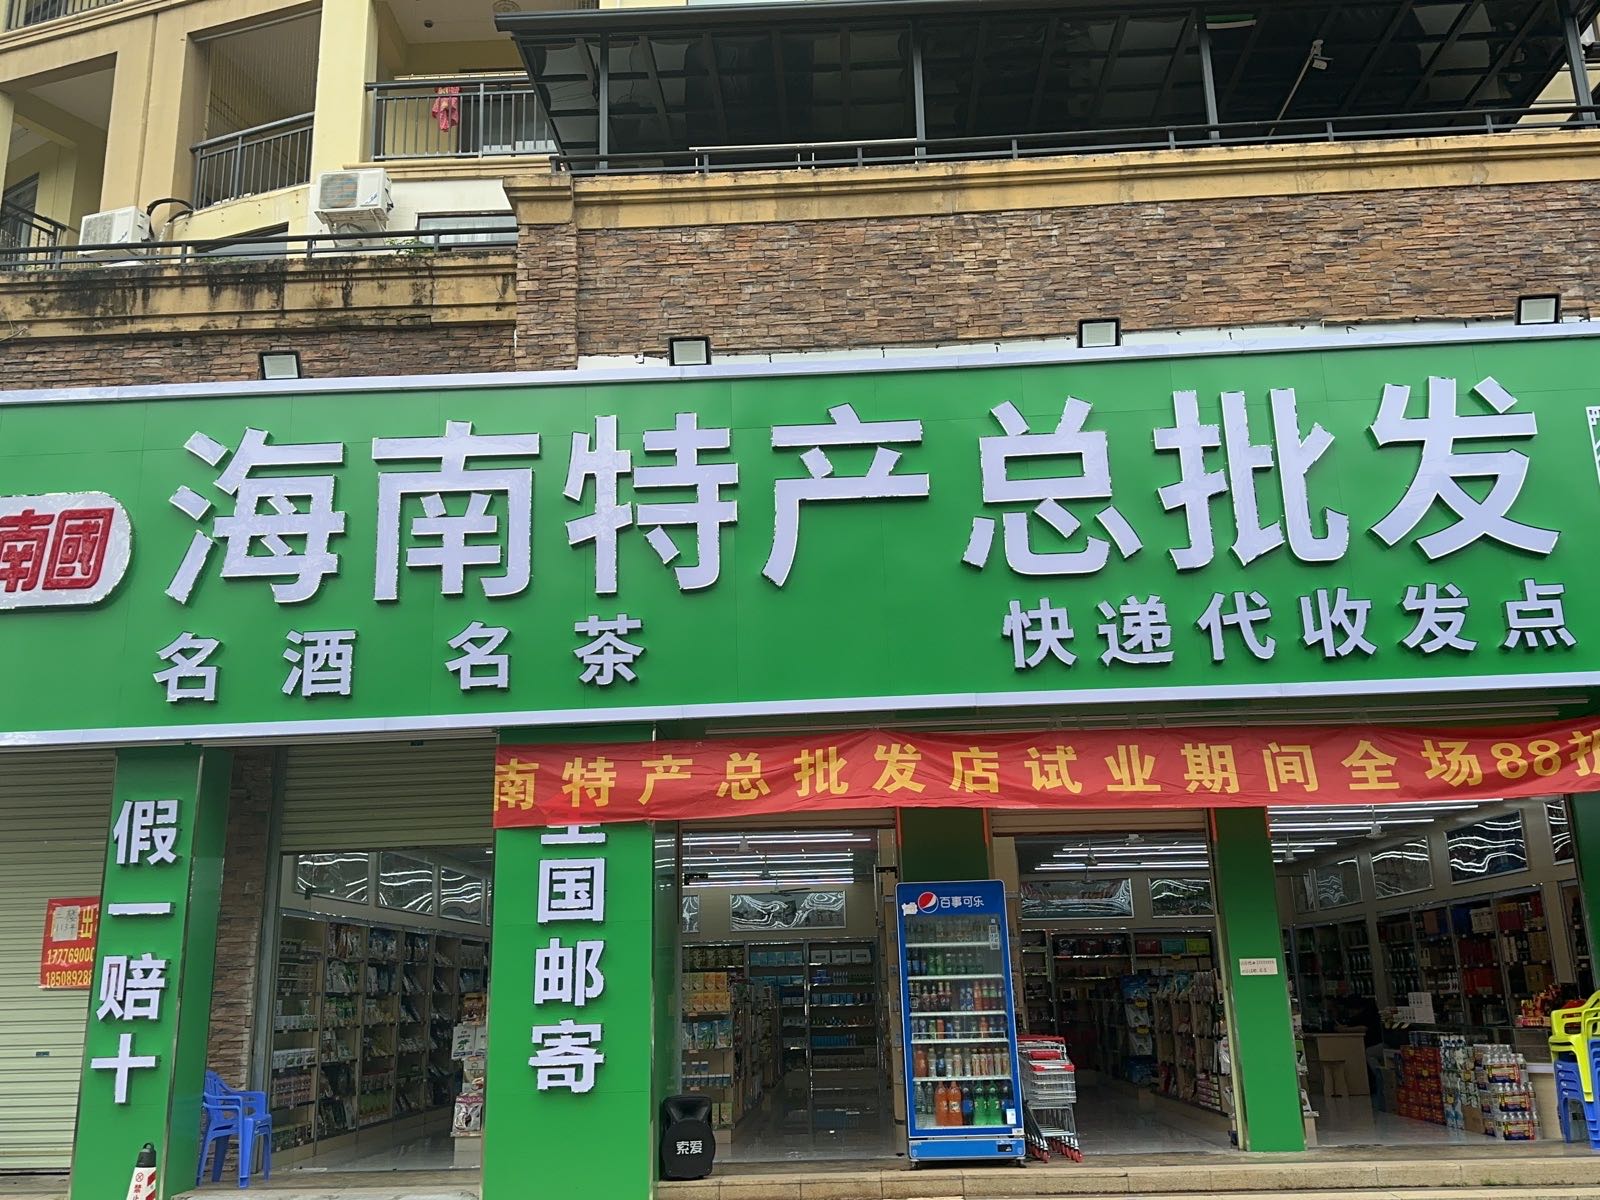 南國
海南特产总批发
名酒名茶
快递代收发点
南特产总批发店试业期间全场88折
假一赔十
全国邮寄
百事可乐
索爱